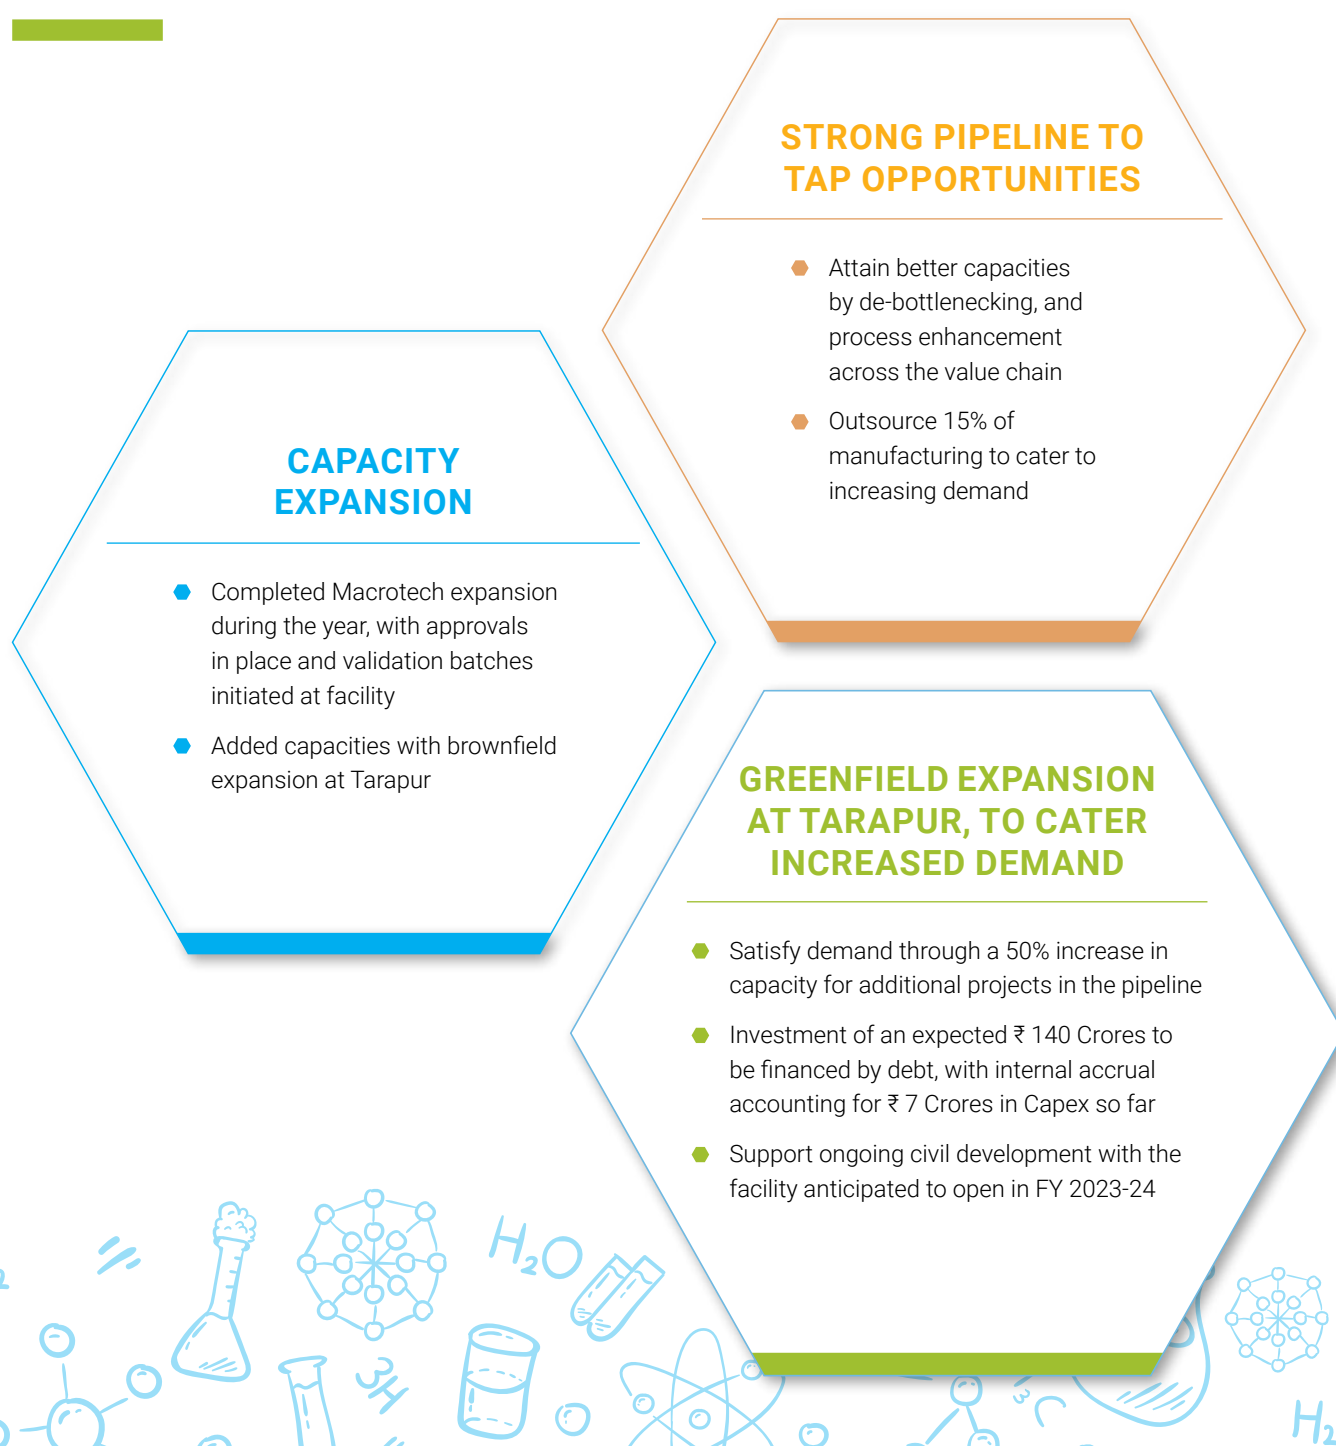 STRONG PIPELINE TO
TAP OPPORTUNITIES
Attain better capacities
by de-bottlenecking, and
process enhancement
across the value chain
Outsource 15% of
manufacturing to cater to
increasing demand
CAPACITY
EXPANSION
Completed Macrotech expansion
during the year, with approvals
in place and validation batches
initiated at facility
Added capacities with brownfield
expansion at Tarapur
GREENFIELD EXPANSION
AT TARAPUR, TO CATER
INCREASED DEMAND
Satisfy demand through a 50% increase in
capacity for additional projects in the pipeline
Investment of an expected ₹ 140 Crores to
be financed by debt, with internal accrual
accounting for ₹ 7 Crores in Capex so far
Support ongoing civil development with the
facility anticipated to open in FY 2023-24
H₂O
3H
H₂